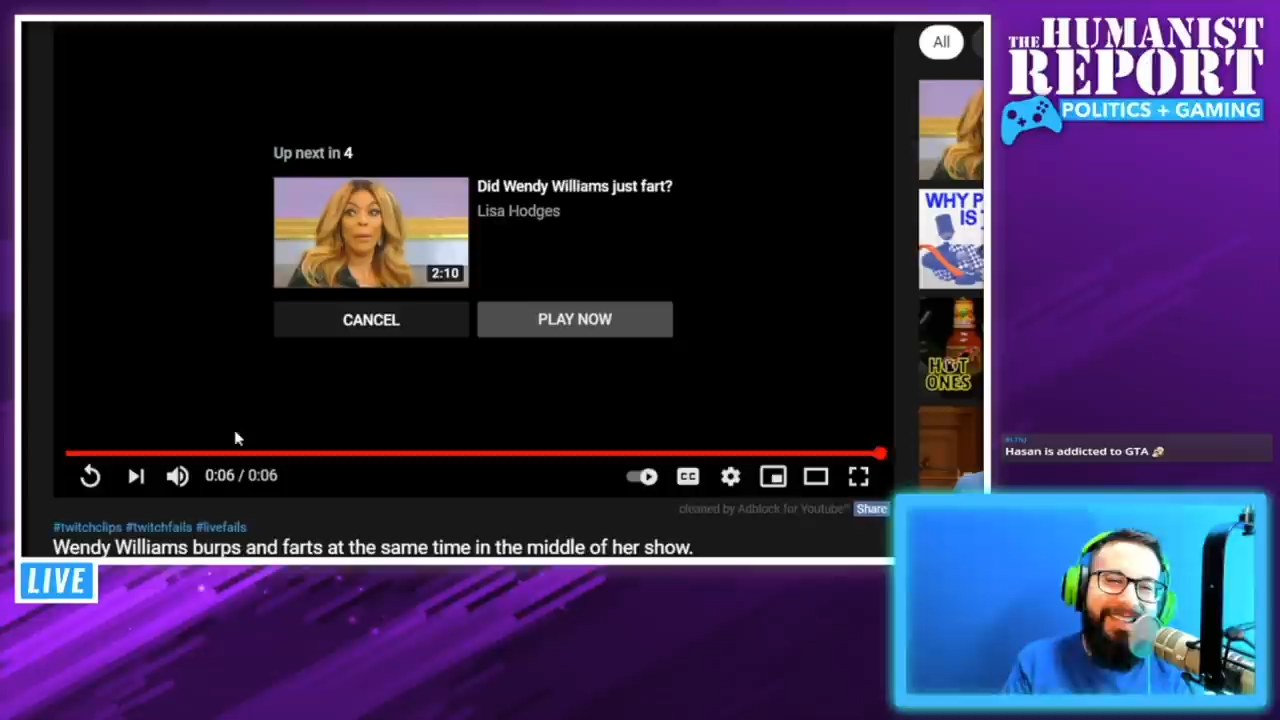 All
THE HUMANIST
REPORT
POLITICS + GAMING
Up next in 4
Did Wendy Williams just fart?
Lisa Hodges
2:10
CANCEL
PLAY NOW
WHY P
IS
HOT
ONES
0:06 / 0:06
CC
cleaned by Adblock for Youtube™ Share
#twitchclips #twitchfails #livefails
Wendy Williams burps and farts at the same time in the middle of her show.
LIVE
Hasan is addicted to GTA